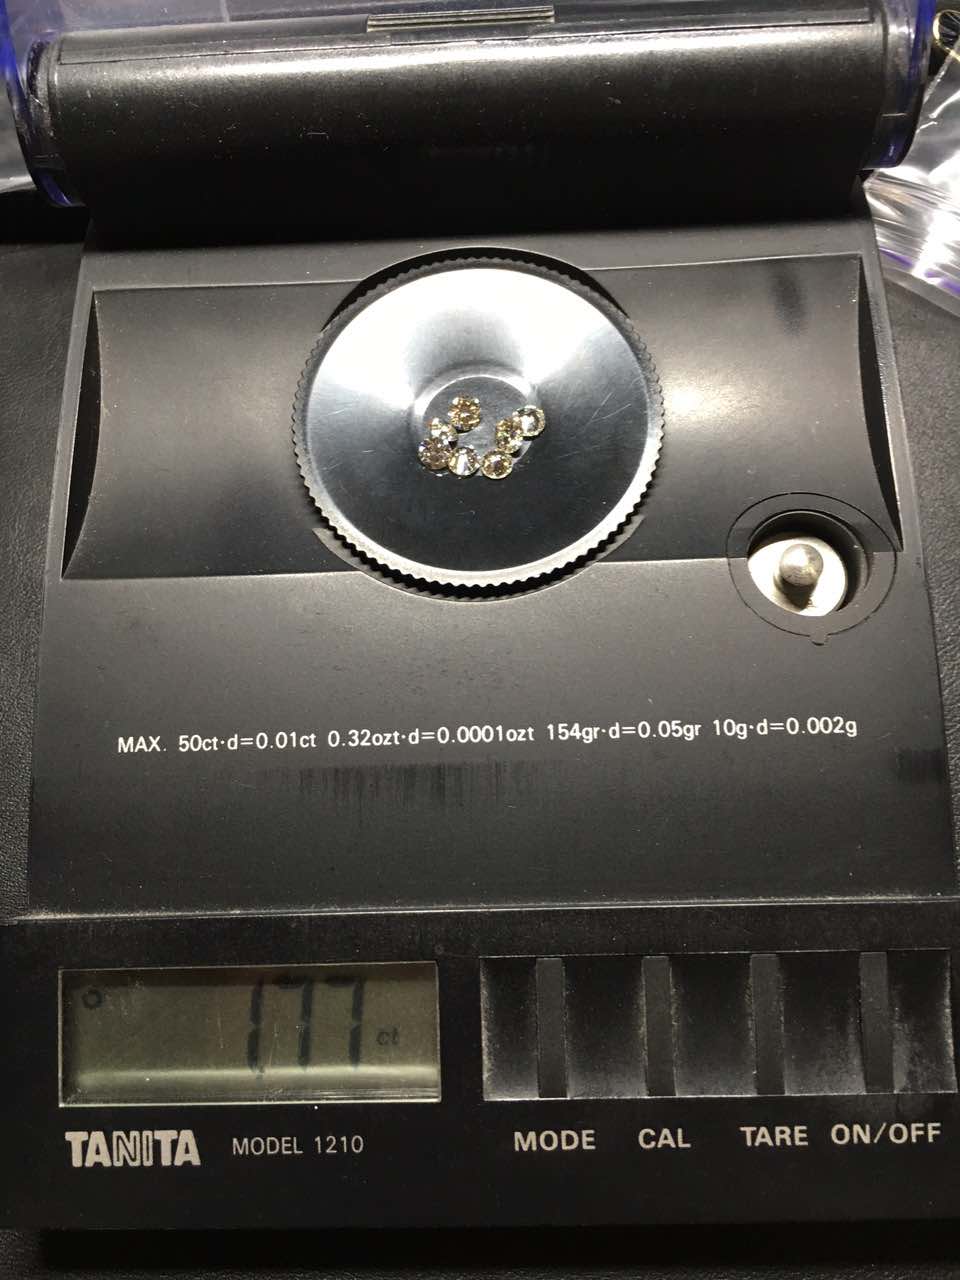 MAX. 50ct·d=0.01ct 0.32ozt·d=0.0001ozt 154gr·d=0.05gr 10g·d=0.002g
1.77 ct
TANITA MODEL 1210 MODE CAL TARE ON/OFF